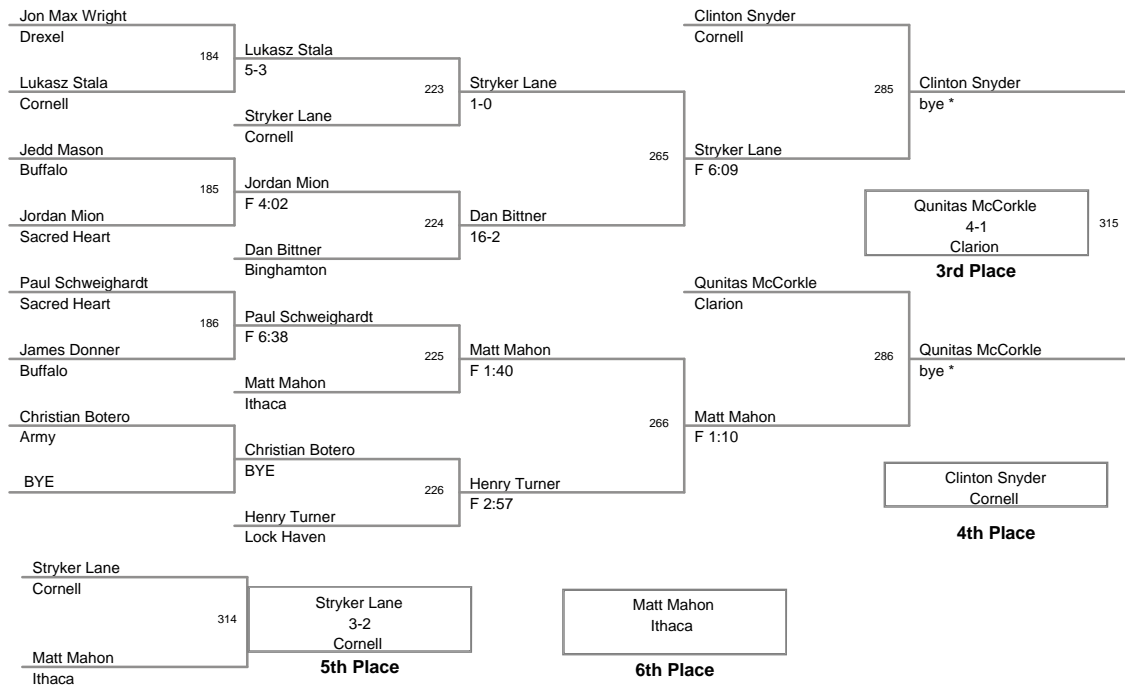 Jon Max Wright
Drexel
184
Lukasz Stala
Cornell
Jedd Mason
Buffalo
185
Jordan Mion
Sacred Heart
Paul Schweighardt
Sacred Heart
186
James Donner
Buffalo
Christian Botero
Army
BYE
Lukasz Stala
5-3
223
Stryker Lane
Cornell
Jordan Mion
F 4:02
224
Dan Bittner
Binghamton
Paul Schweighardt
F 6:38
225
Matt Mahon
Ithaca
Christian Botero
BYE
226
Henry Turner
Lock Haven
Stryker Lane
1-0
265
Dan Bittner
16-2
Matt Mahon
F 1:40
266
Henry Turner
F 2:57
Clinton Snyder
Cornell
285
Stryker Lane
F 6:09
Qunitas McCorkle
Clarion
286
Matt Mahon
F 1:10
Clinton Snyder
bye *
Qunitas McCorkle
4-1
Clarion
315
3rd Place
Qunitas McCorkle
bye *
Clinton Snyder
Cornell
4th Place
Stryker Lane
Cornell
314
Matt Mahon
Ithaca
Stryker Lane
3-2
Cornell
5th Place
Matt Mahon
Ithaca
6th Place